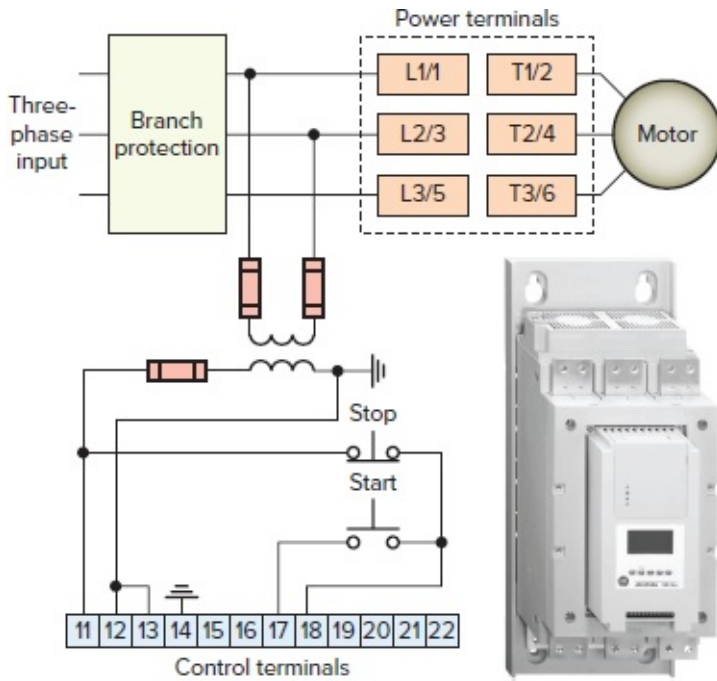 Power terminals
Three-
phase
input
Branch
protection
L1/1
T1/2
L2/3
T2/4
L3/5
T3/6
Motor
Stop
Start
11 12 13 14 15 16 17 18 19 20 21 22
Control terminals